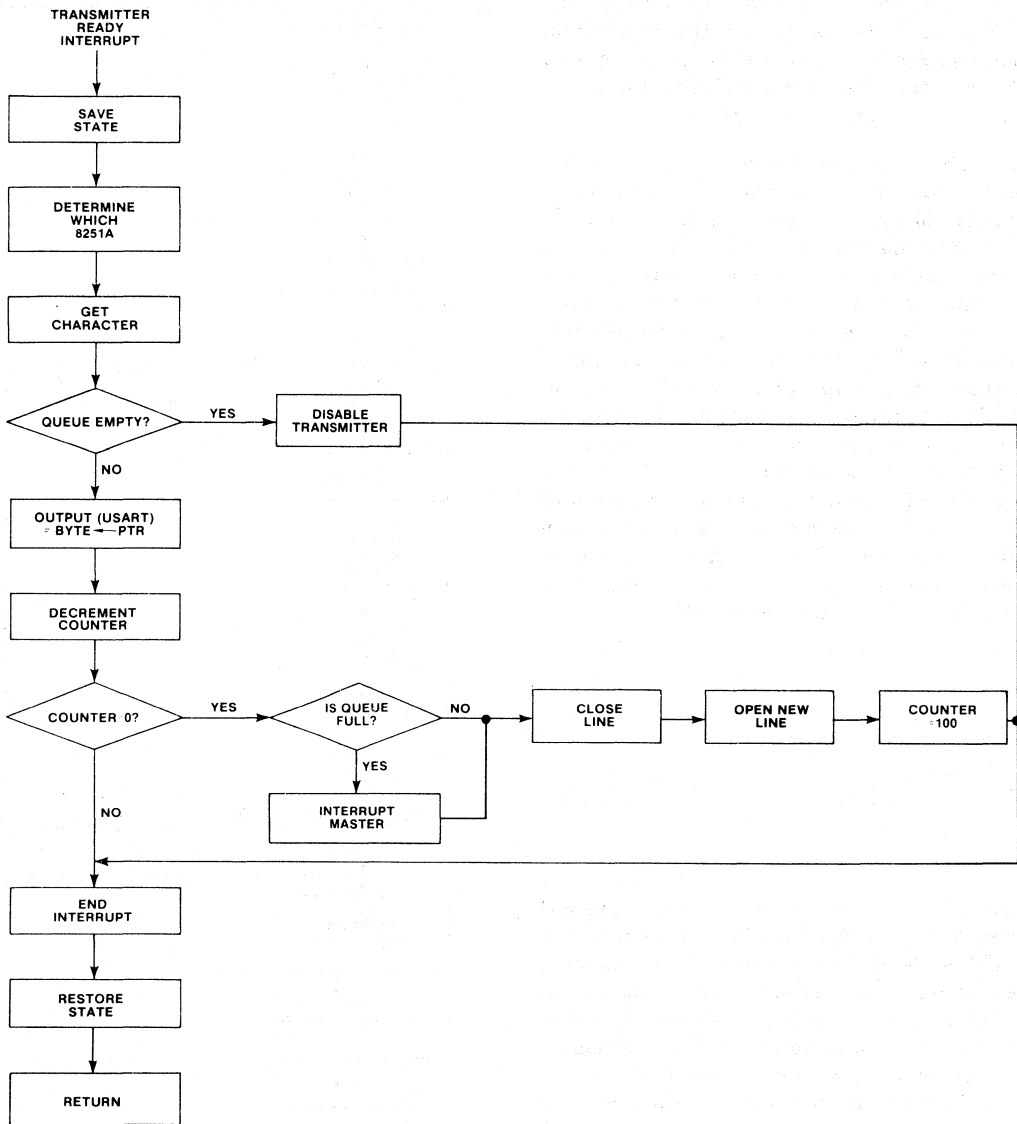 TRANSMITTER
READY
INTERRUPT
SAVE
STATE
DETERMINE
WHICH
8251A
GET
CHARACTER
QUEUE EMPTY?
YES
DISABLE
TRANSMITTER
NO
OUTPUT (USART)
= BYTE ← PTR
DECREMENT
COUNTER
COUNTER=0?
YES
IS QUEUE
FULL?
NO
CLOSE
LINE
OPEN NEW
LINE
COUNTER
=100
YES
INTERRUPT
MASTER
NO
END
INTERRUPT
RESTORE
STATE
RETURN